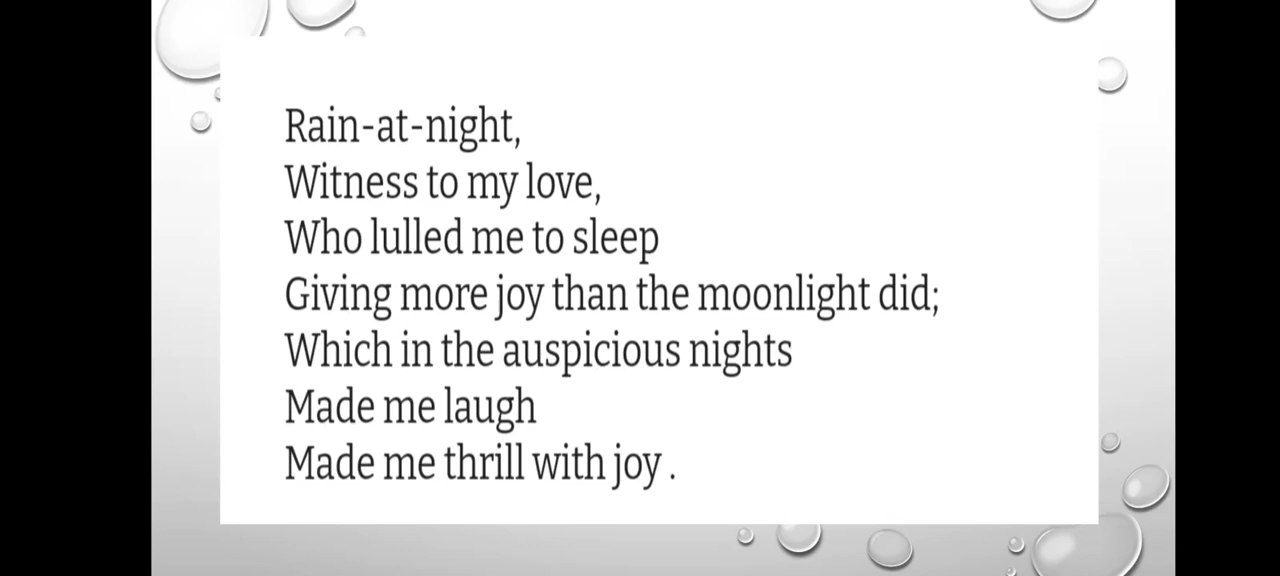 Rain-at-night,
Witness to my love,
Who lulled me to sleep
Giving more joy than the moonlight did;
Which in the auspicious nights
Made me laugh
Made me thrill with joy .